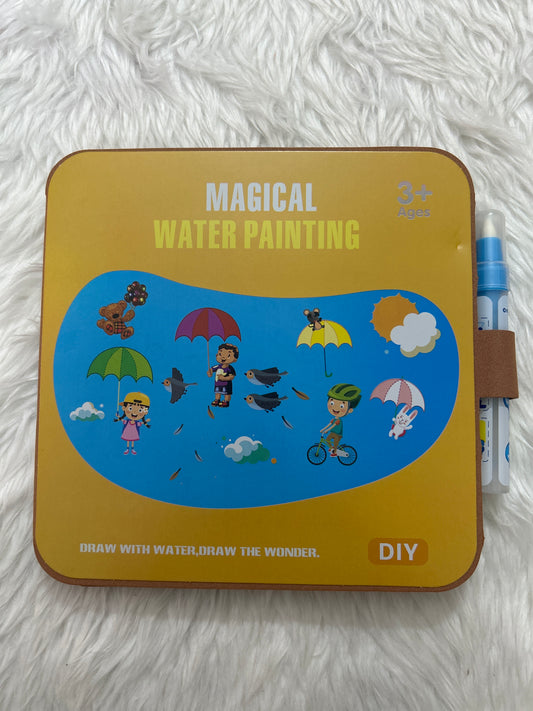 MAGICAL
WATER PAINTING
3+
Ages
DRAW WITH WATER,DRAW THE WONDER.
DIY